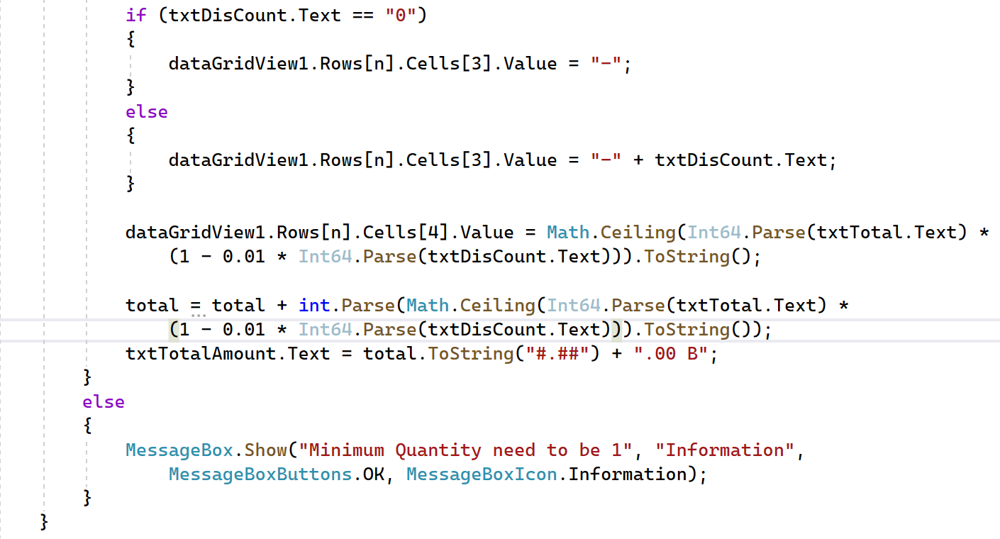 if (txtDisCount.Text == "0")
{
dataGridView1.Rows[n].Cells[3].Value = "-";
}
else
{
dataGridView1.Rows[n].Cells[3].Value = "-" + txtDisCount.Text;
}
dataGridView1.Rows[n].Cells[4].Value = Math.Ceiling(Int64.Parse(txtTotal.Text) *
(1 - 0.01 * Int64.Parse(txtDisCount.Text))).ToString();
total = total + int.Parse(Math.Ceiling(Int64.Parse(txtTotal.Text) *
(1 - 0.01 * Int64.Parse(txtDisCount.Text))).ToString());
txtTotalAmount.Text = total.ToString("#.##") + ".00 B";
}
else
{
MessageBox.Show("Minimum Quantity need to be 1", "Information",
MessageBoxButtons.OK, MessageBoxIcon.Information);
}
}